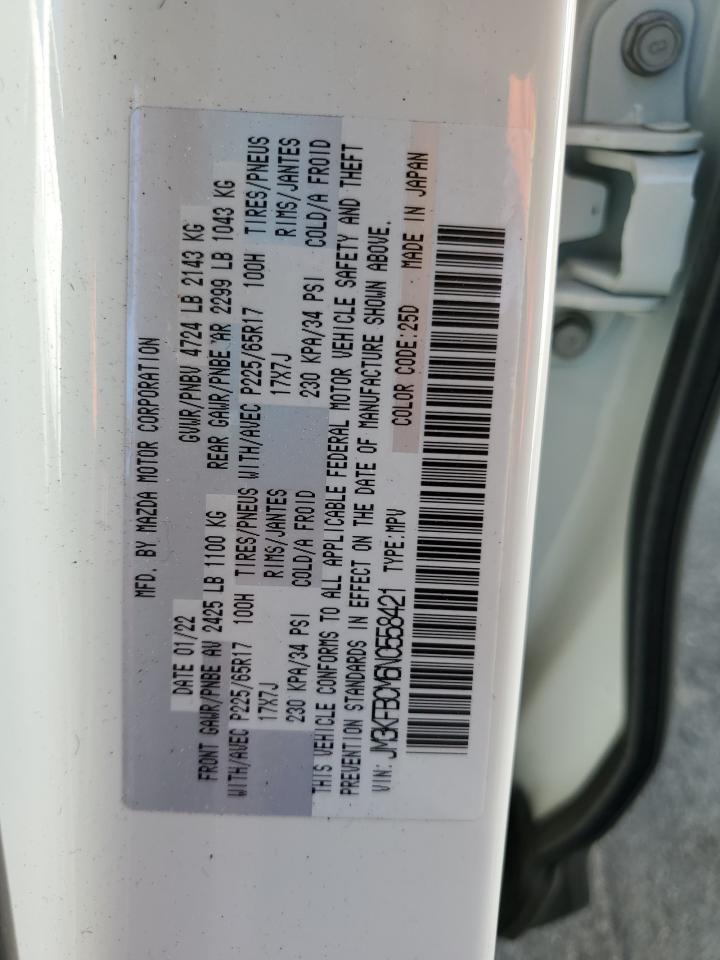 MFD. BY MAZDA MOTOR CORPORATION
DATE 01/22 GVWR/PNBV 4724 LB 2143 KG
FRONT GAWR/PNBE AV 2425 LB 1100 KG REAR GAWR/PNBE AR 2299 LB 1043 KG
WITH/AVEC P225/65R17 100H TIRES/PNEUS WITH/AVEC P225/65R17 100H TIRES/PNEUS
17X7J RIMS/JANTES 17X7J RIMS/JANTES
230 KPA/34 PSI COLD/A FROID 230 KPA/34 PSI COLD/A FROID
THIS VEHICLE CONFORMS TO ALL APPLICABLE FEDERAL MOTOR VEHICLE SAFETY AND THEFT
PREVENTION STANDARDS IN EFFECT ON THE DATE OF MANUFACTURE SHOWN ABOVE.
VIN: JM3KFBCM6N0558421 TYPE:MPV COLOR CODE:25D MADE IN JAPAN